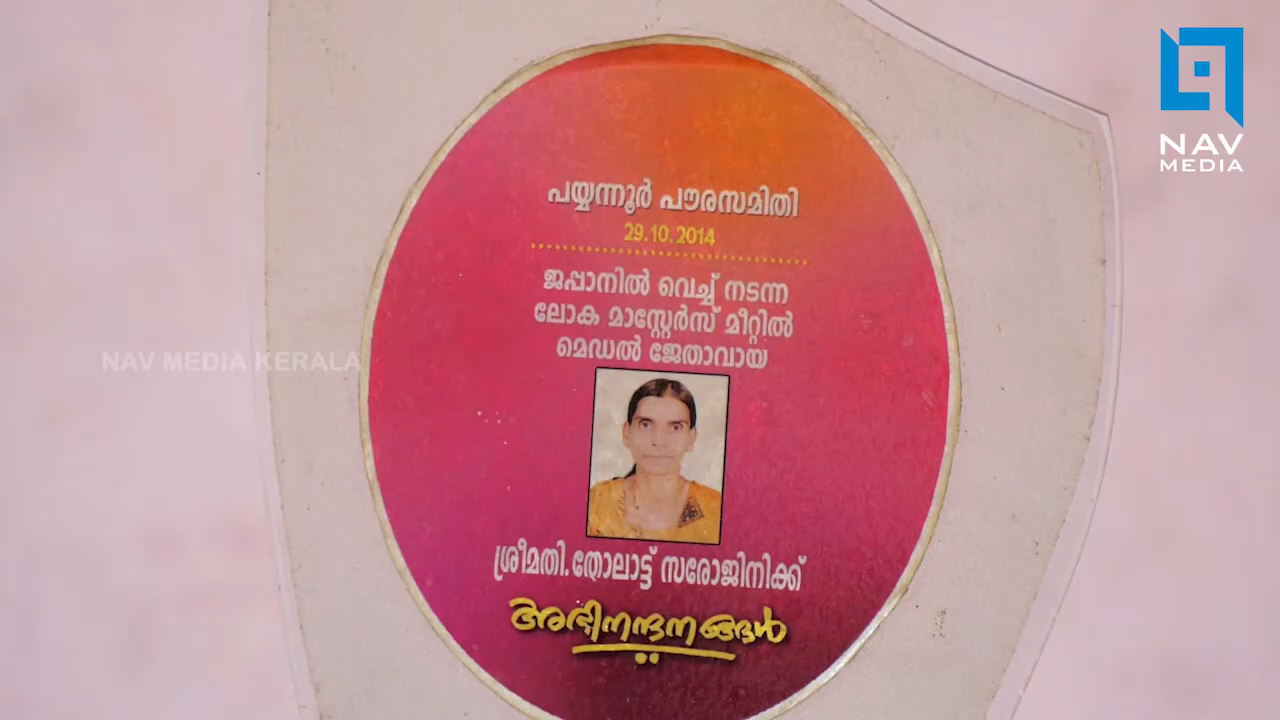 NAV
MEDIA
പയ്യന്നൂർ പൗരസമിതി
29.10.2014
ജപ്പാനിൽ വെച്ച് നടന്ന
ലോക മാസ്റ്റേർസ് മീറ്റിൽ
മെഡൽ ജേതാവായ
NAV MEDIA KERALA
ശ്രീമതി.തോലാട്ട് സരോജിനിക്ക്
അഭിനന്ദനങ്ങൾ